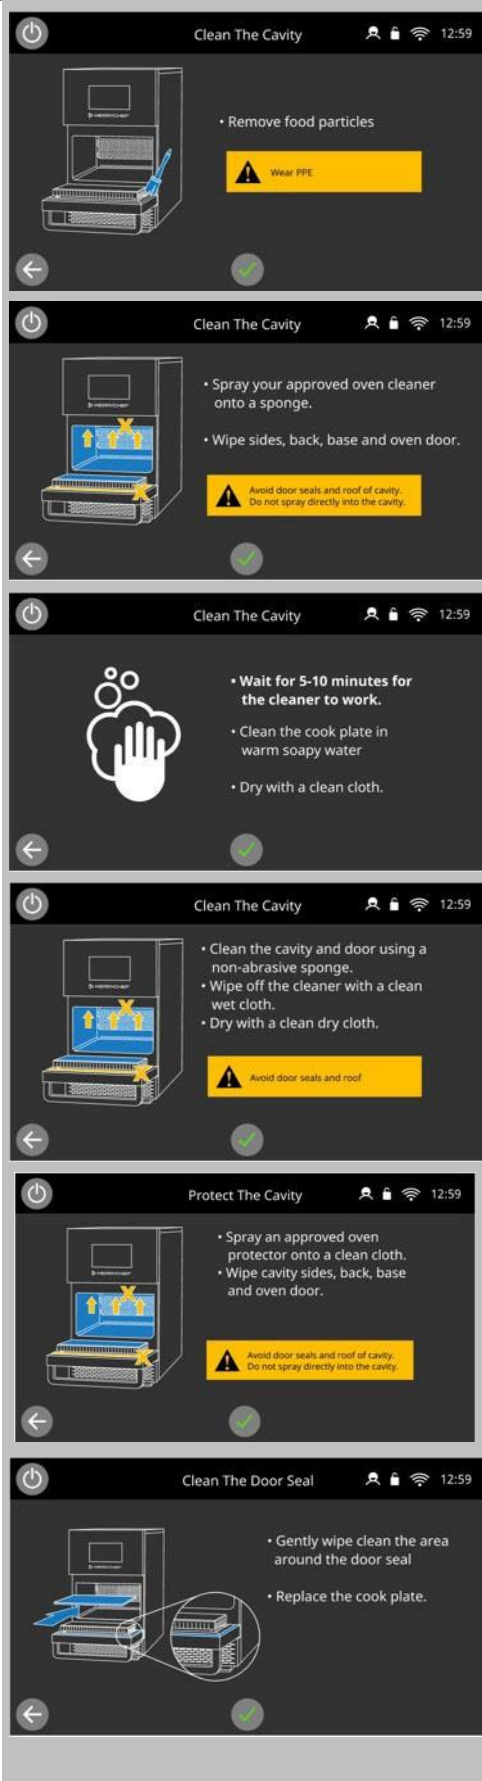 Clean The Cavity
12:59
MERRYCHEF
• Remove food particles
Wear PPE
Clean The Cavity
12:59
MERRYCHEF
• Spray your approved oven cleaner
onto a sponge.
• Wipe sides, back, base and oven door.
Avoid door seals and roof of cavity.
Do not spray directly into the cavity.
Clean The Cavity
12:59
• Wait for 5-10 minutes for
the cleaner to work.
• Clean the cook plate in
warm soapy water
• Dry with a clean cloth.
Clean The Cavity
12:59
MERRYCHEF
• Clean the cavity and door using a
non-abrasive sponge.
• Wipe off the cleaner with a clean
wet cloth.
• Dry with a clean dry cloth.
Avoid door seals and roof
Protect The Cavity
12:59
MERRYCHEF
• Spray an approved oven
protector onto a clean cloth.
• Wipe cavity sides, back, base
and oven door.
Avoid door seals and roof of cavity.
Do not spray directly into the cavity.
Clean The Door Seal
12:59
MERRYCHEF
• Gently wipe clean the area
around the door seal
• Replace the cook plate.